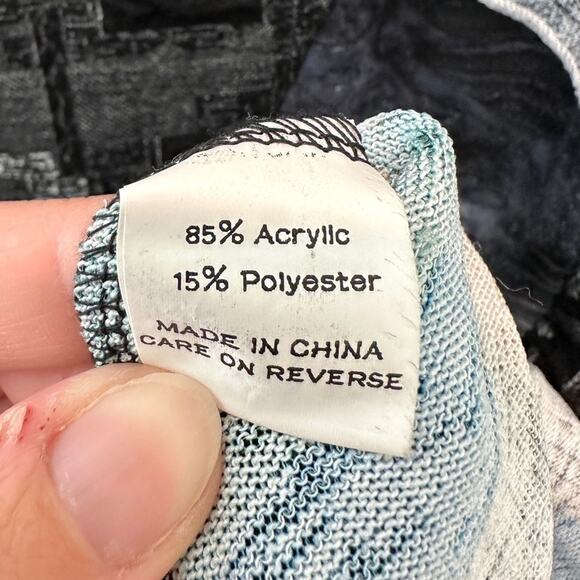 85% Acrylic
15% Polyester
MADE IN CHINA
CARE ON REVERSE